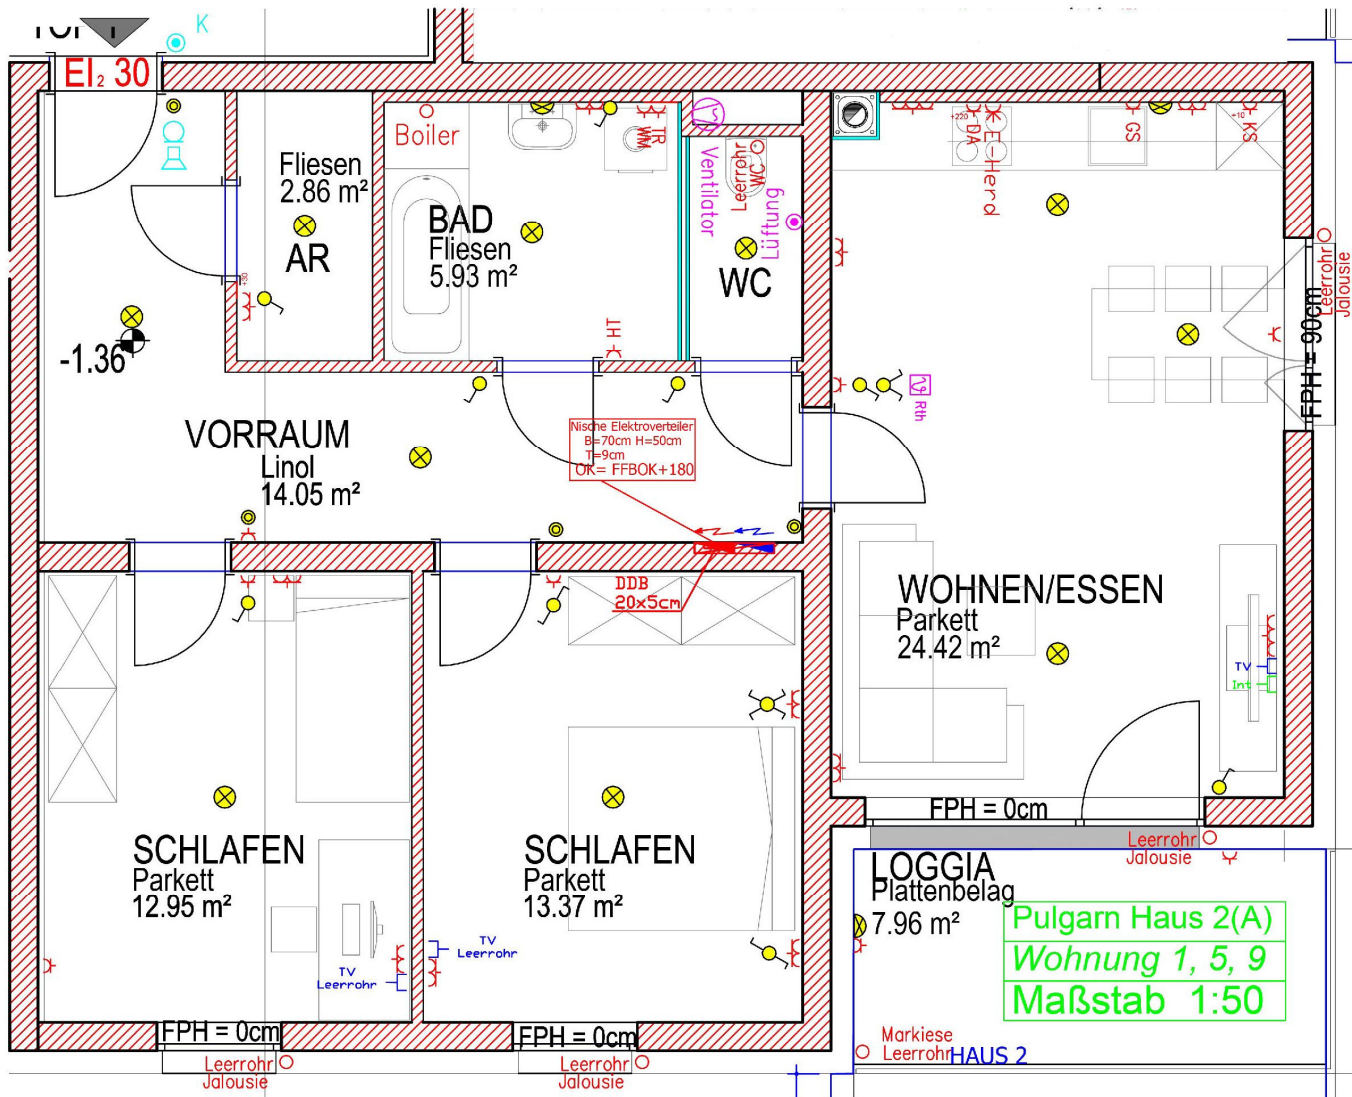 K
EI₂ 30
Fliesen
2.86 m²
AR
+30
Boiler
BAD
Fliesen
5.93 m²
TR
WM
HT
Ventilator
Leerrohr
WC
Lüftung
WC
+220
DA
El-Herd
GS
+10
KS
Leerrohr
Jalousie
FPH = 90cm
-1.36
VORRAUM
Linol
14.05 m²
Nische Elektroverteiler
B=70cm H=50cm
T=9cm
OK= FFBOK+180
Rth
DDB
20x5cm
WOHNEN/ESSEN
Parkett
24.42 m²
TV
Int
FPH = 0cm
Leerrohr
Jalousie
SCHLAFEN
Parkett
12.95 m²
TV
Leerrohr
SCHLAFEN
Parkett
13.37 m²
TV
Leerrohr
LOGGIA
Plattenbelag
7.96 m²
Pulgarn Haus 2(A)
Wohnung 1, 5, 9
Maßstab 1:50
Markiese
Leerrohr
HAUS 2
FPH = 0cm
Leerrohr
Jalousie
FPH = 0cm
Leerrohr
Jalousie